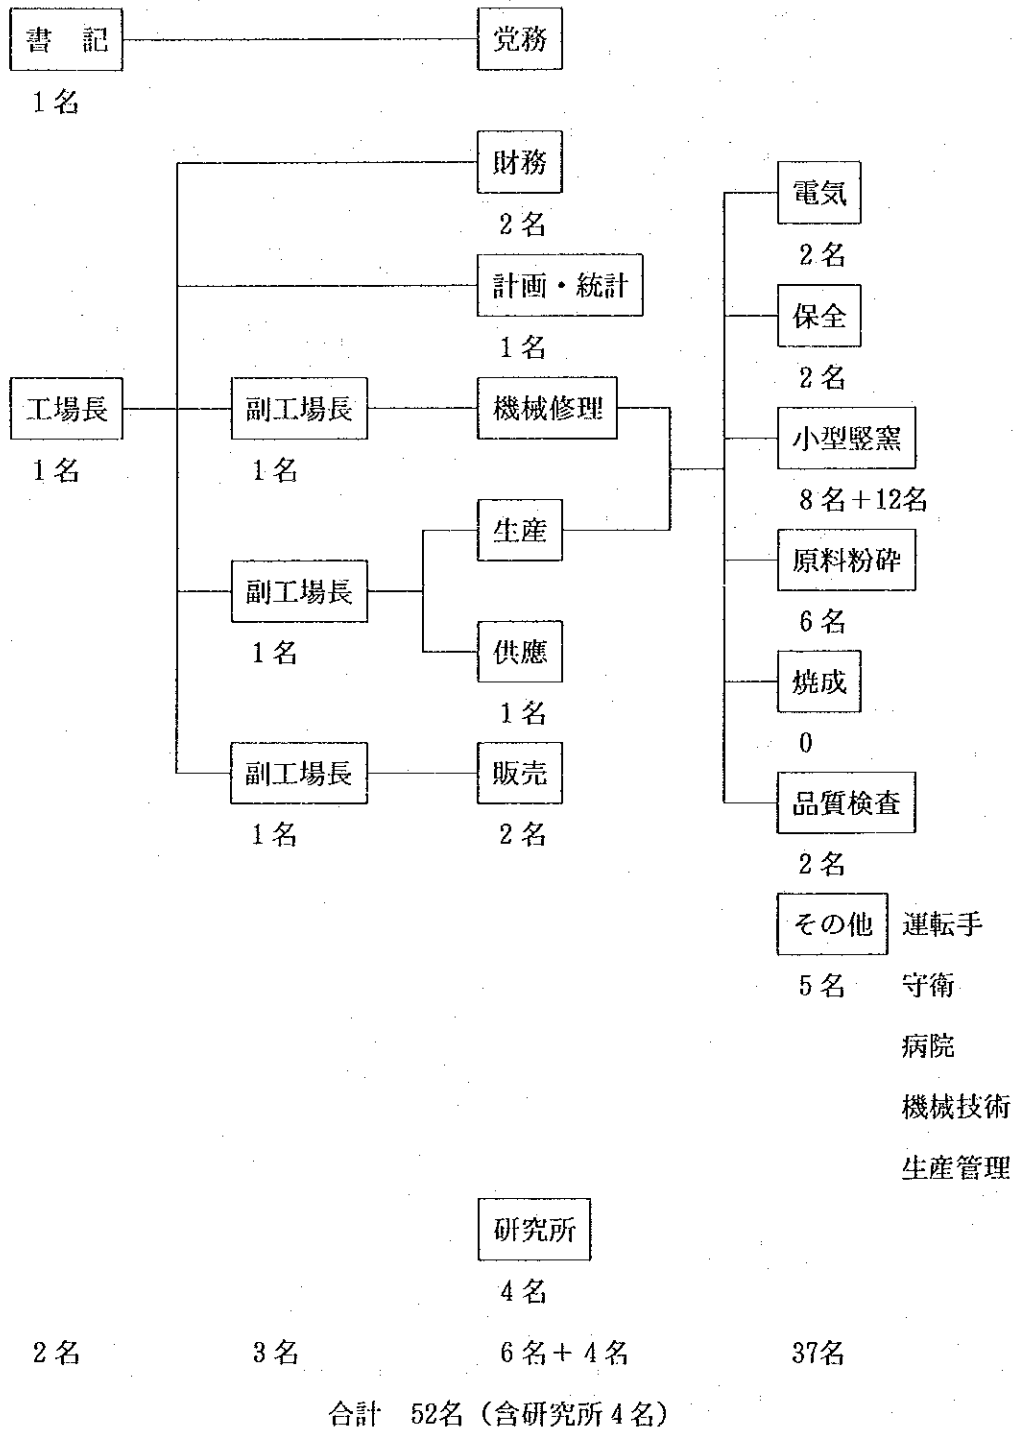 書　記
党務
1名
財務
電気
2名
2名
計画・統計
保全
1名
2名
工場長
副工場長
機械修理
小型竪窯
1名
1名
8名+12名
生産
原料粉砕
副工場長
6名
1名
供應
焼成
1名
0
副工場長
販売
品質検査
1名
2名
2名
その他　運転手
5名　守衛
病院
機械技術
生産管理
研究所
4名
2名　3名　6名+4名　37名
合計　52名（含研究所4名）